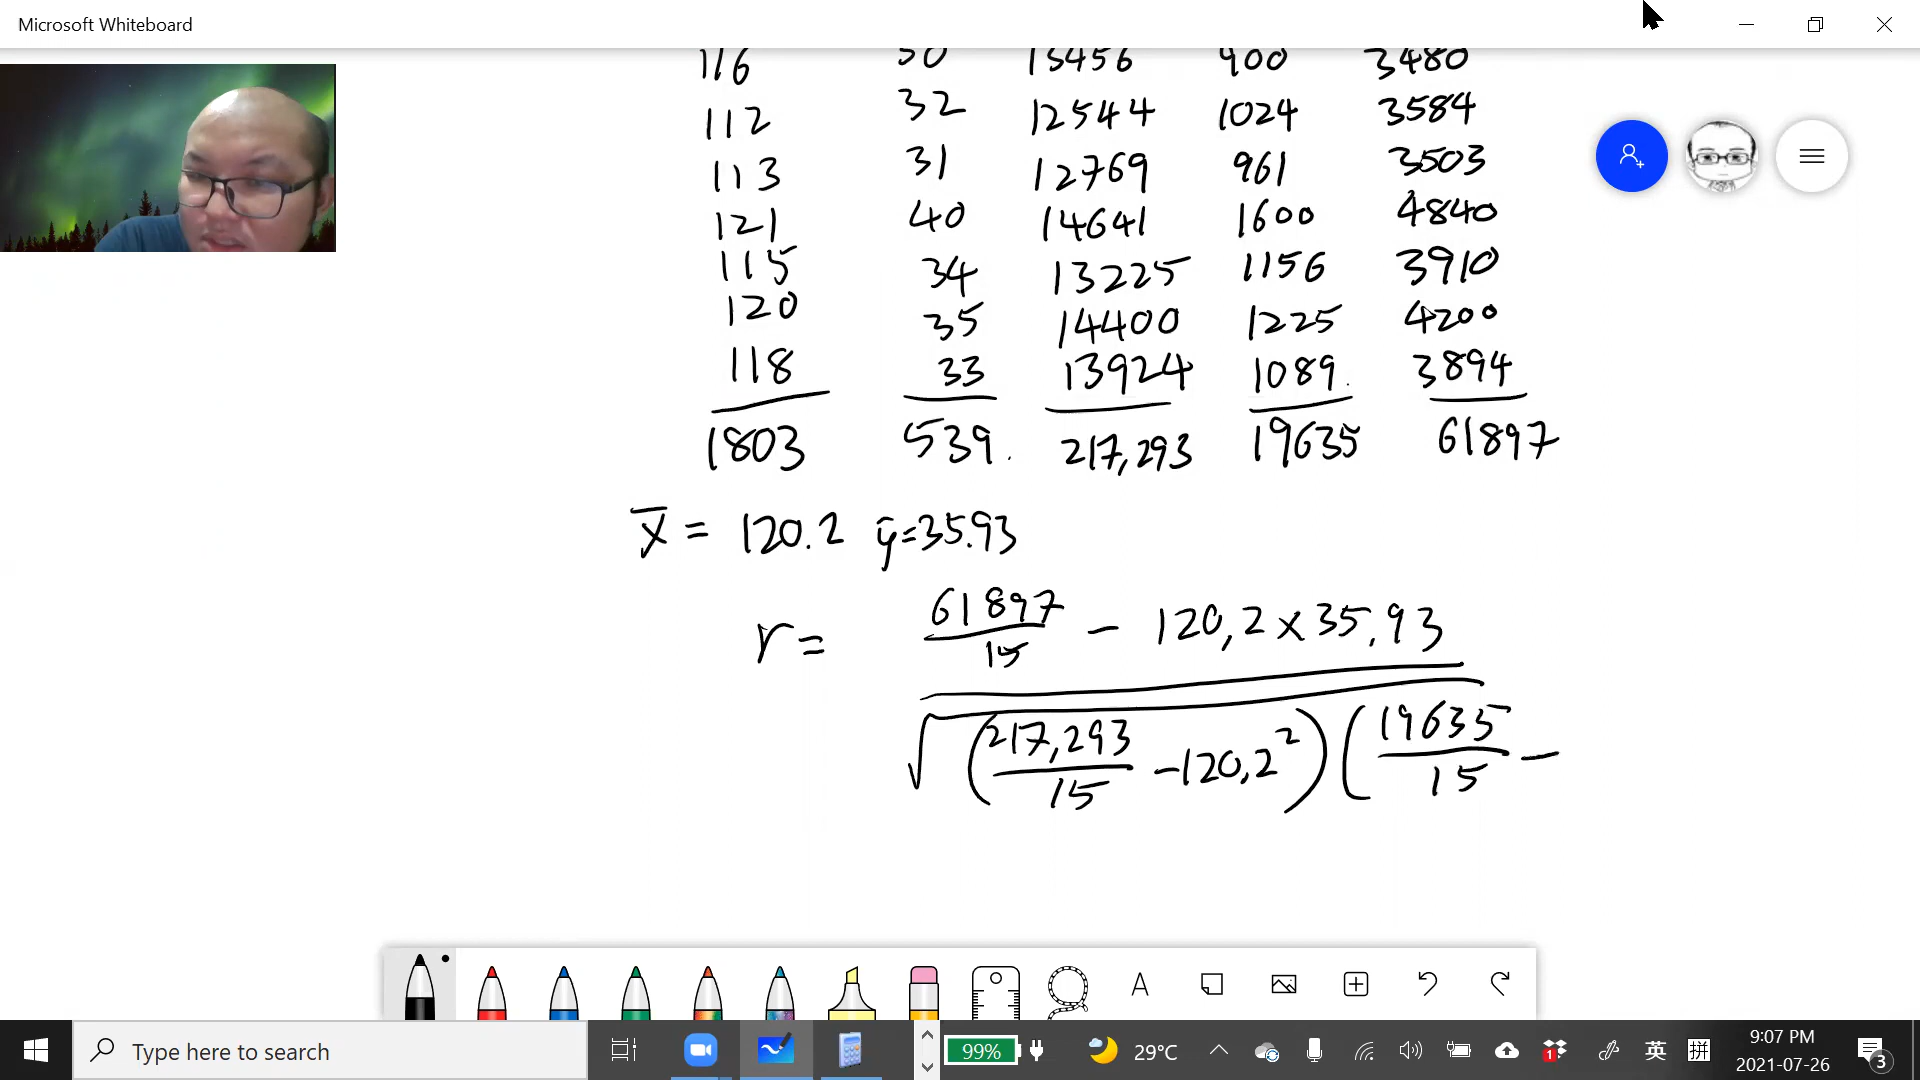 Microsoft Whiteboard
116 30 13456 900 3480
112 32 12544 1024 3584
113 31 12769 961 3503
121 40 14641 1600 4840
115 34 13225 1156 3910
120 35 14400 1225 4200
118 33 13924 1089. 3894
1803 539. 217,293 19635 61897
x̄ = 120.2 ȳ=35.93
r = 61897/15 - 120,2 x 35.93
√ (217,293/15 - 120,2²) (19635/15 -
A
Type here to search
99%
29°C
1
英
拼
9:07 PM
2021-07-26
3